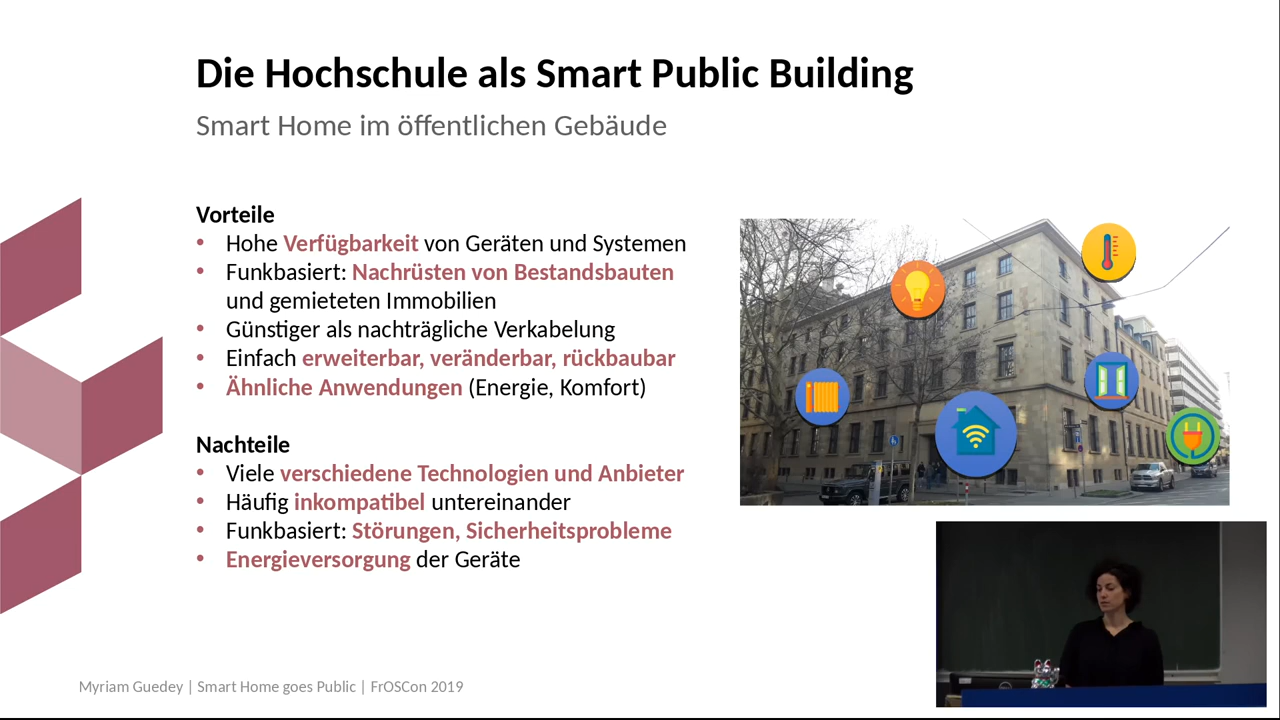 Die Hochschule als Smart Public Building
Smart Home im öffentlichen Gebäude
Vorteile
• Hohe Verfügbarkeit von Geräten und Systemen
• Funkbasiert: Nachrüsten von Bestandsbauten
und gemieteten Immobilien
• Günstiger als nachträgliche Verkabelung
• Einfach erweiterbar, veränderbar, rückbaubar
• Ähnliche Anwendungen (Energie, Komfort)
Nachteile
• Viele verschiedene Technologien und Anbieter
• Häufig inkompatibel untereinander
• Funkbasiert: Störungen, Sicherheitsprobleme
• Energieversorgung der Geräte
Myriam Guedey | Smart Home goes Public | FrOSCon 2019